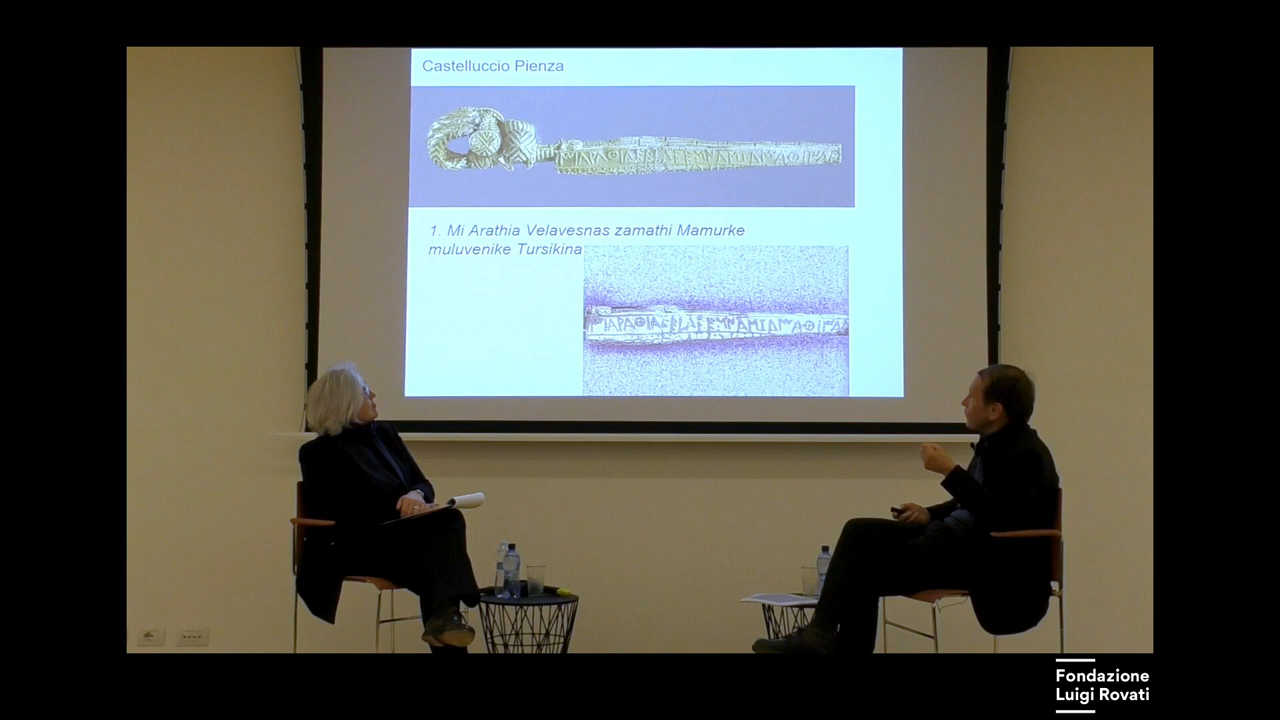 Castelluccio Pienza
1. Mi Arathia Velavesnas zamathi Mamurke
muluvenike Tursikina
Fondazione
Luigi Rovati